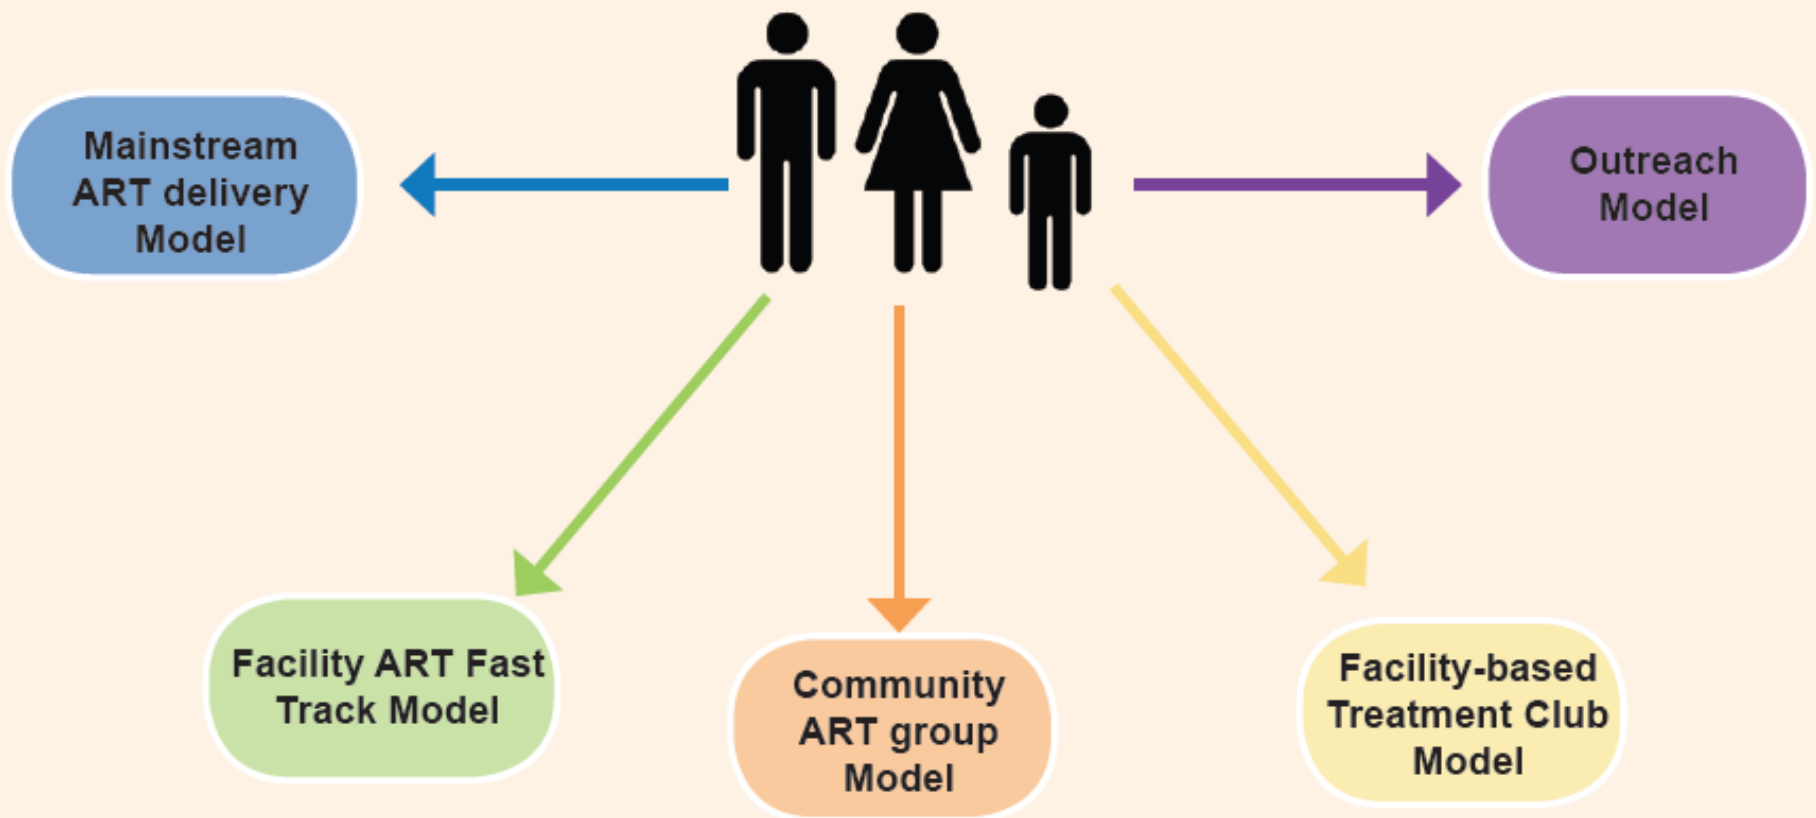 Mainstream
ART delivery
Model
Outreach
Model
Facility ART Fast
Track Model
Community
ART group
Model
Facility-based
Treatment Club
Model